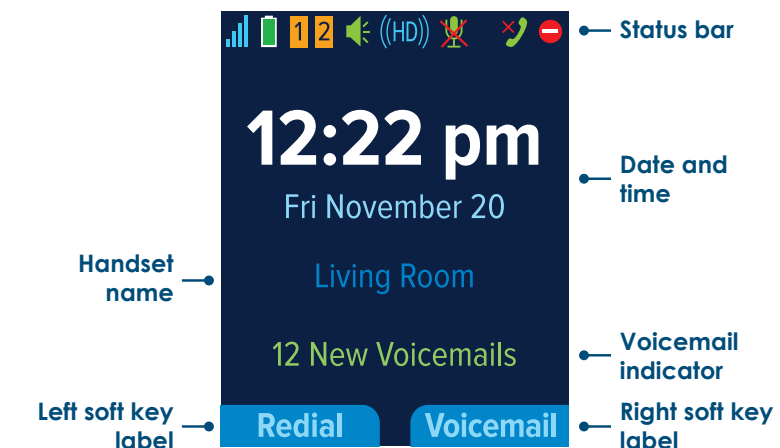 1 2 ((HD))
Status bar
12:22 pm
Date and
time
Fri November 20
Handset
name
Living Room
12 New Voicemails
Voicemail
indicator
Left soft key
label
Redial
Voicemail
Right soft key
label